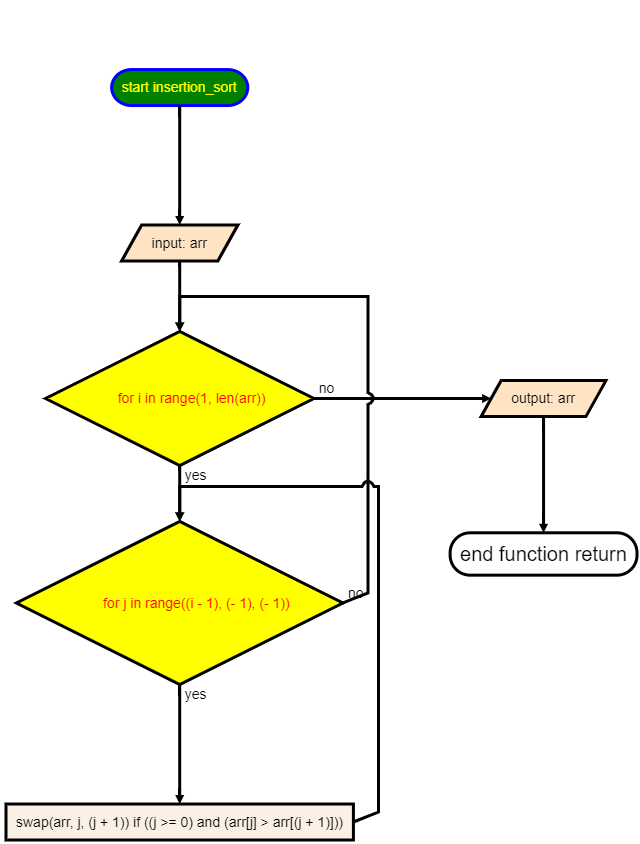 start insertion_sort
input: arr
for i in range(1, len(arr))
no
output: arr
yes
end function return
for j in range((i - 1), (- 1), (- 1))
no
yes
swap(arr, j, (j + 1)) if ((j >= 0) and (arr[j] > arr[(j + 1)]))